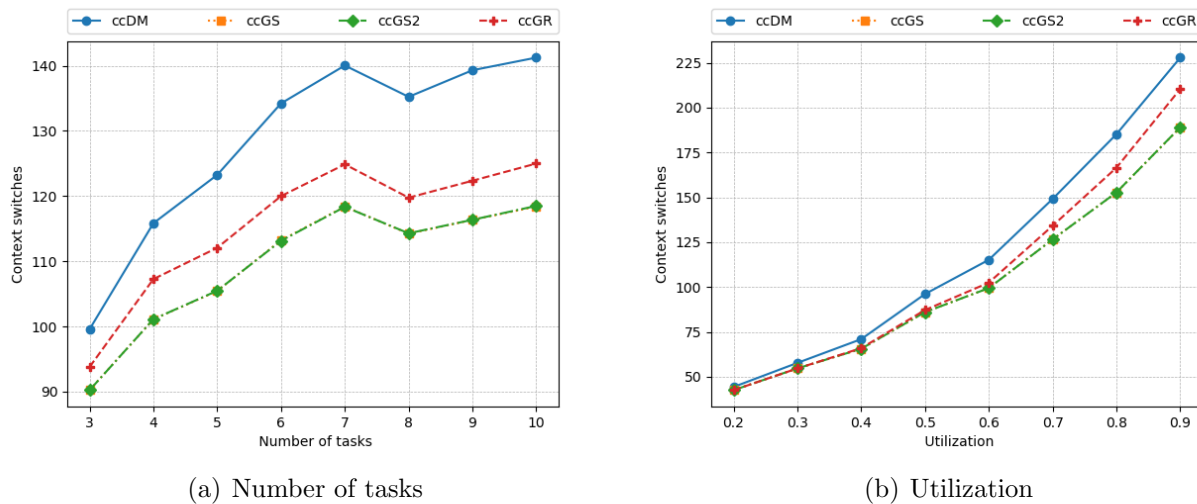 ccDM ccGS ccGS2 ccGR
140
130
120
110
100
90
Context switches
3 4 5 6 7 8 9 10
Number of tasks
(a) Number of tasks
ccDM ccGS ccGS2 ccGR
225
200
175
150
125
100
75
50
Context switches
0.2 0.3 0.4 0.5 0.6 0.7 0.8 0.9
Utilization
(b) Utilization